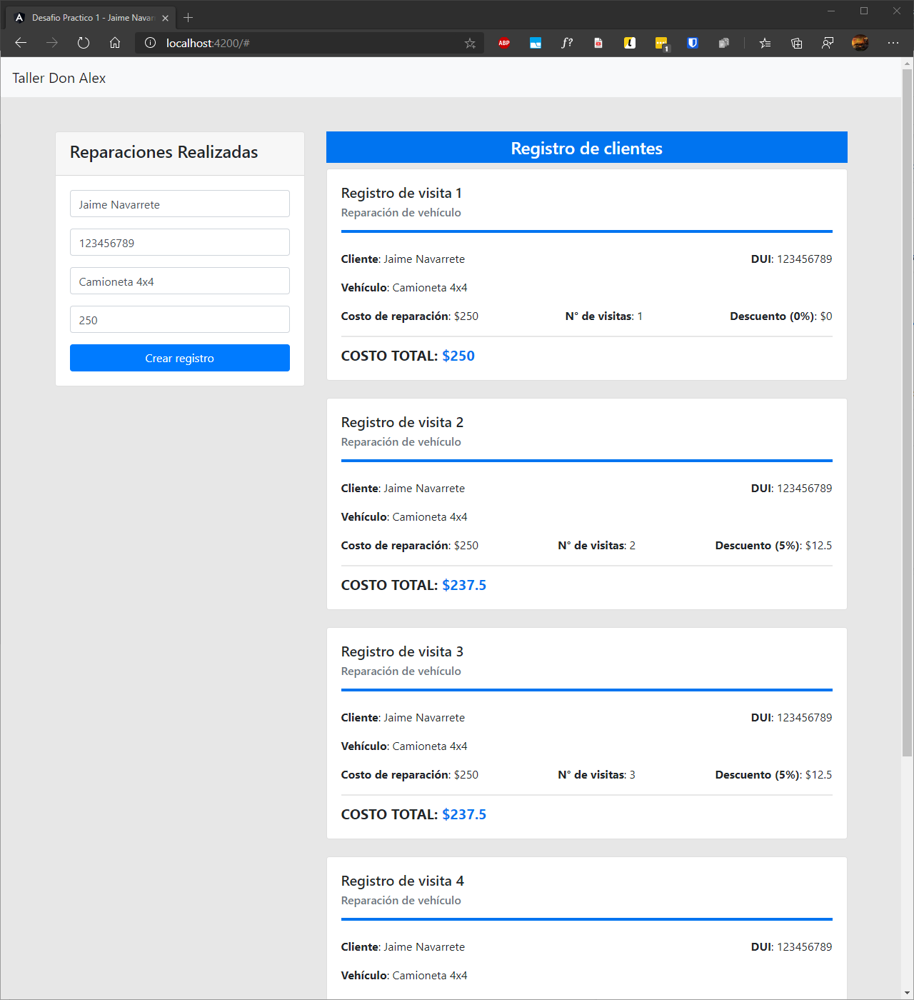 Desafio Practico 1 - Jaime Navar
localhost:4200/#
ABP
f?
L
1
Taller Don Alex
Reparaciones Realizadas
Jaime Navarrete
123456789
Camioneta 4x4
250
Crear registro
Registro de clientes
Registro de visita 1
Reparación de vehículo
Cliente: Jaime Navarrete DUI: 123456789
Vehículo: Camioneta 4x4
Costo de reparación: $250 N° de visitas: 1 Descuento (0%): $0
COSTO TOTAL: $250
Registro de visita 2
Reparación de vehículo
Cliente: Jaime Navarrete DUI: 123456789
Vehículo: Camioneta 4x4
Costo de reparación: $250 N° de visitas: 2 Descuento (5%): $12.5
COSTO TOTAL: $237.5
Registro de visita 3
Reparación de vehículo
Cliente: Jaime Navarrete DUI: 123456789
Vehículo: Camioneta 4x4
Costo de reparación: $250 N° de visitas: 3 Descuento (5%): $12.5
COSTO TOTAL: $237.5
Registro de visita 4
Reparación de vehículo
Cliente: Jaime Navarrete DUI: 123456789
Vehículo: Camioneta 4x4